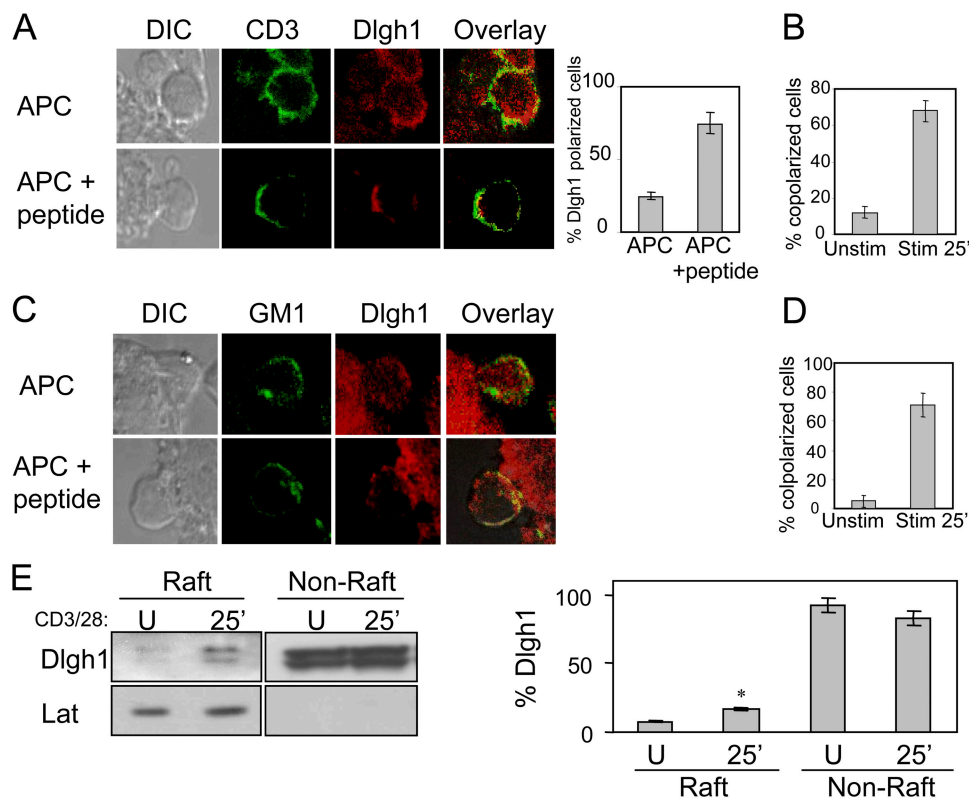 A
DIC CD3 Dlgh1 Overlay
APC
APC +
peptide
% Dlgh1 polarized cells
100
50
0
APC APC
+peptide
B
% copolarized cells
80
60
40
20
0
Unstim Stim 25'
C
DIC GM1 Dlgh1 Overlay
APC
APC +
peptide
D
% colpolarized cells
100
80
60
40
20
0
Unstim Stim 25'
E
Raft Non-Raft
CD3/28: U 25' U 25'
Dlgh1
Lat
% Dlgh1
100
50
0
*
U 25' U 25'
Raft Non-Raft